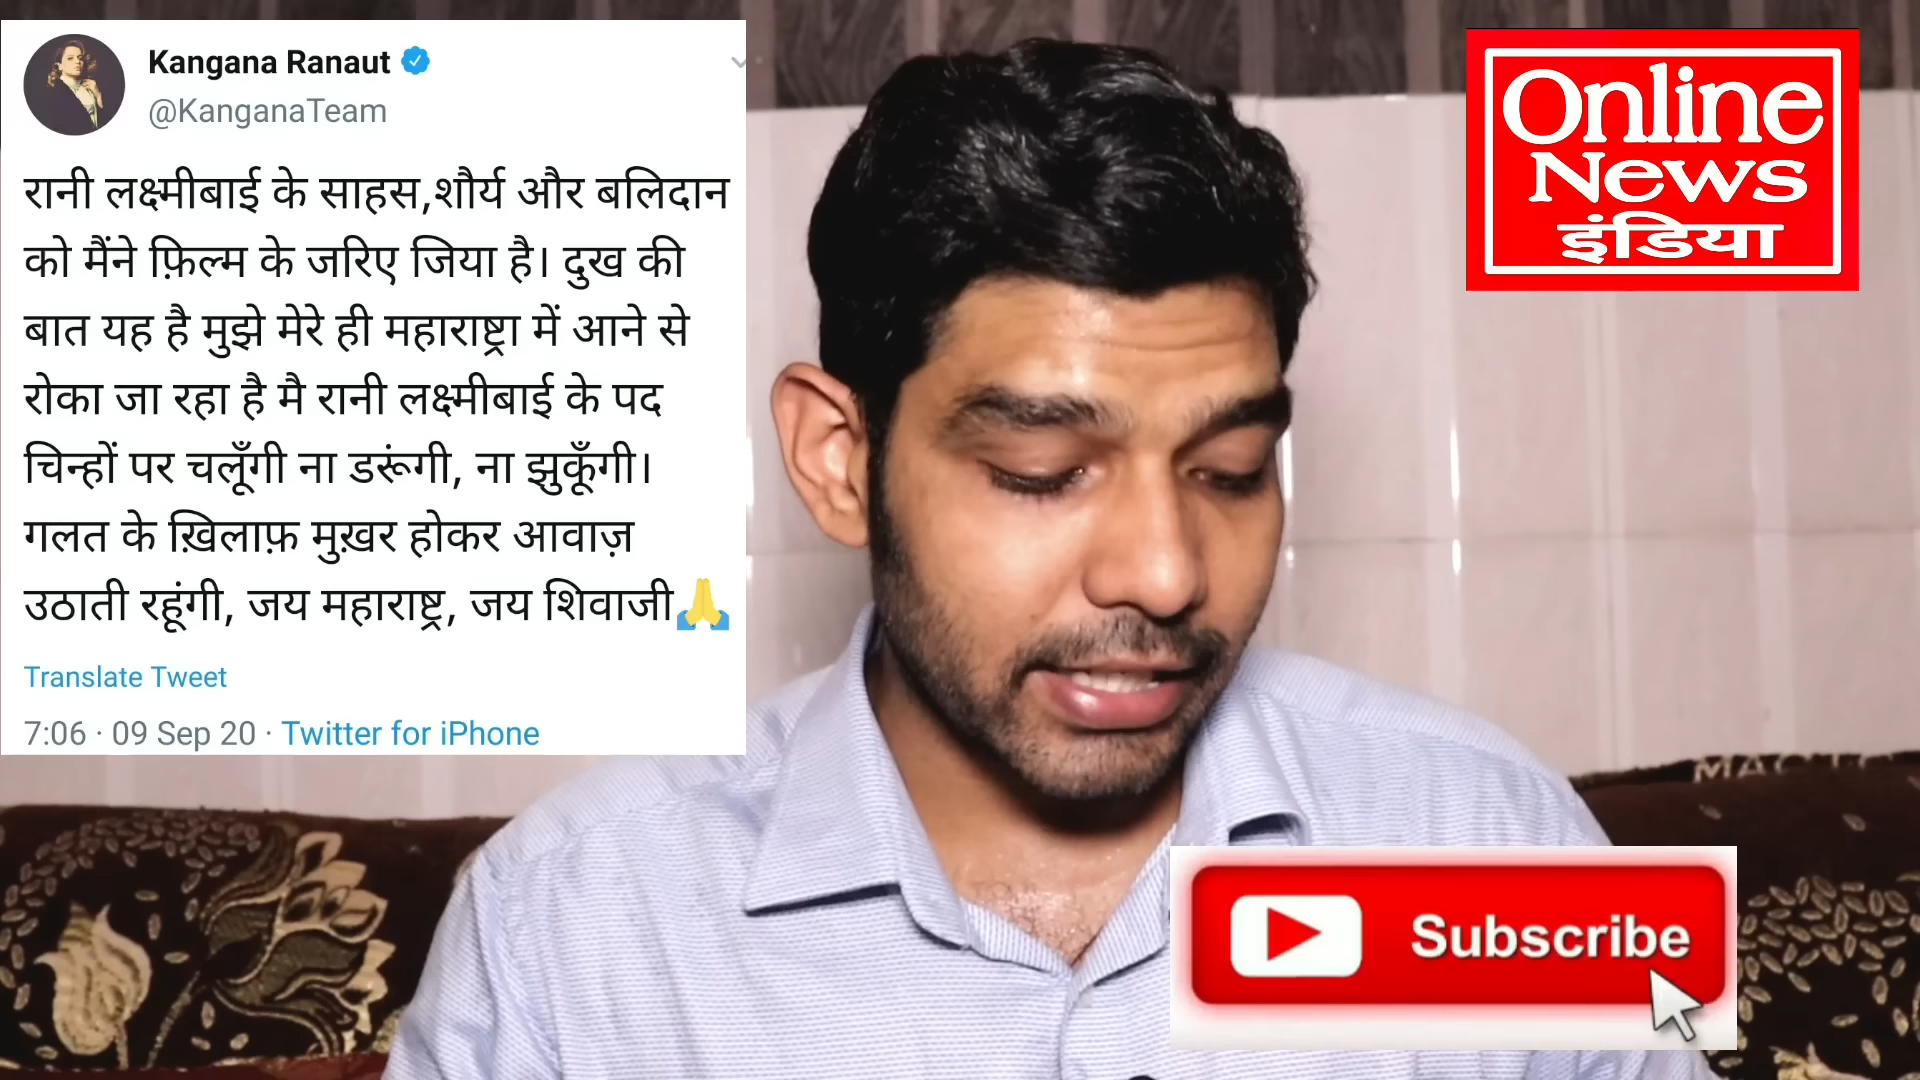 Kangana Ranaut
@KanganaTeam
रानी लक्ष्मीबाई के साहस,शौर्य और बलिदान
को मैंने फ़िल्म के जरिए जिया है। दुख की
बात यह है मुझे मेरे ही महाराष्ट्रा में आने से
रोका जा रहा है मै रानी लक्ष्मीबाई के पद
चिन्हों पर चलूँगी ना डरूंगी, ना झुकूँगी।
गलत के ख़िलाफ़ मुख़र होकर आवाज़
उठाती रहूंगी, जय महाराष्ट्र, जय शिवाजी🙏
Translate Tweet
7:06 · 09 Sep 20 · Twitter for iPhone
Online
News
इंडिया
Subscribe